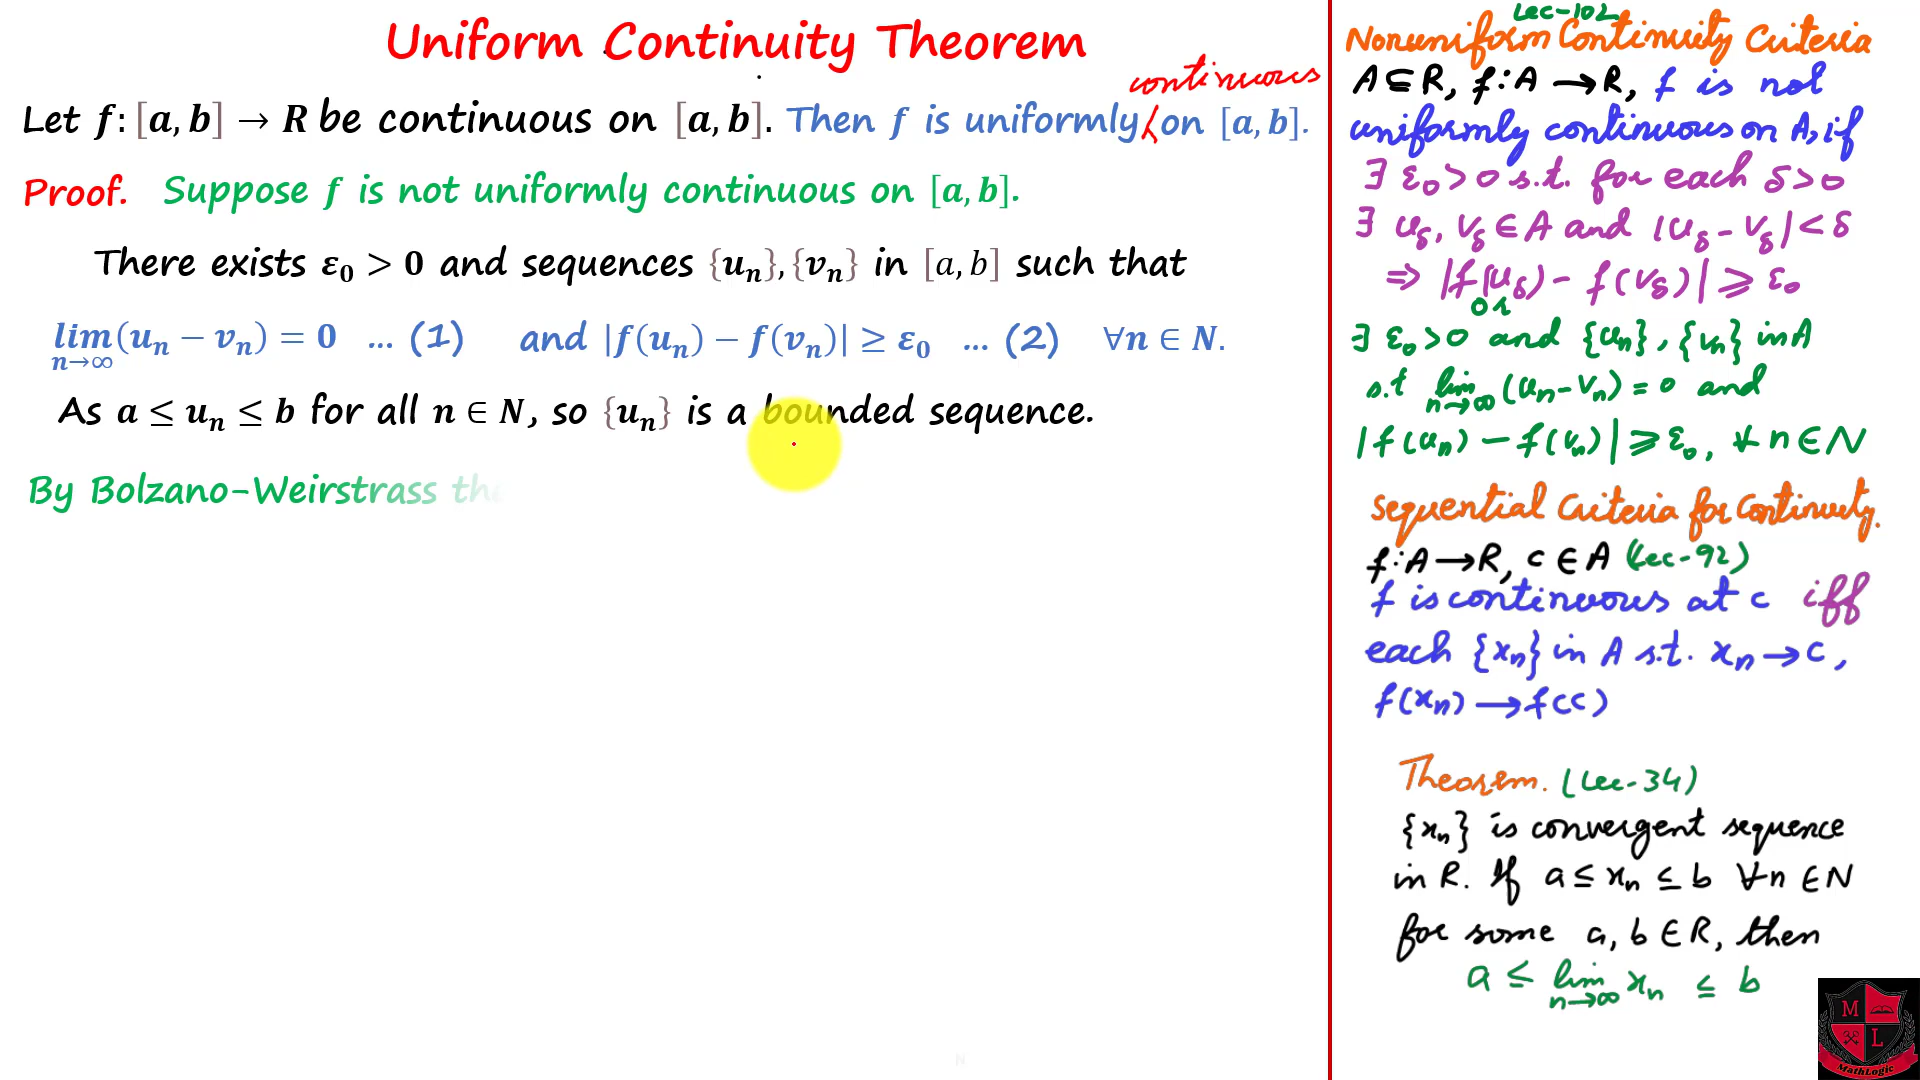 Uniform Continuity Theorem
continuous
Let f: [a, b] → R be continuous on [a, b]. Then f is uniformly on [a, b].
Proof. Suppose f is not uniformly continuous on [a, b].
There exists ε₀ > 0 and sequences {uₙ}, {vₙ} in [a, b] such that
lim (uₙ − vₙ) = 0 … (1) and |f(uₙ) − f(vₙ)| ≥ ε₀ … (2) ∀n ∈ N.
n→∞
As a ≤ uₙ ≤ b for all n ∈ N, so {uₙ} is a bounded sequence.
By Bolzano-Weirstrass the
Lec-102
Nonuniform Continuity Criteria
A ⊆ R, f: A → R, f is not
uniformly continuous on A, if
∃ ε₀ > 0 s.t. for each δ > 0
∃ u_δ, v_δ ∈ A and |u_δ − v_δ| < δ
⇒ |f(u_δ) − f(v_δ)| ≥ ε₀
or
∃ ε₀ > 0 and {uₙ}, {vₙ} in A
s.t lim (uₙ − vₙ) = 0 and
n→∞
|f(uₙ) − f(vₙ)| ≥ ε₀, ∀ n ∈ N
Sequential Criteria for Continuity.
f: A → R, c ∈ A (Lec-92)
f is continuous at c iff
each {xₙ} in A s.t. xₙ → c,
f(xₙ) → f(c)
Theorem. (Lec-34)
{xₙ} is convergent sequence
in R. If a ≤ xₙ ≤ b ∀n ∈ N
for some a, b ∈ R, then
a ≤ lim xₙ ≤ b
n→∞
M
L
MathLogic
N